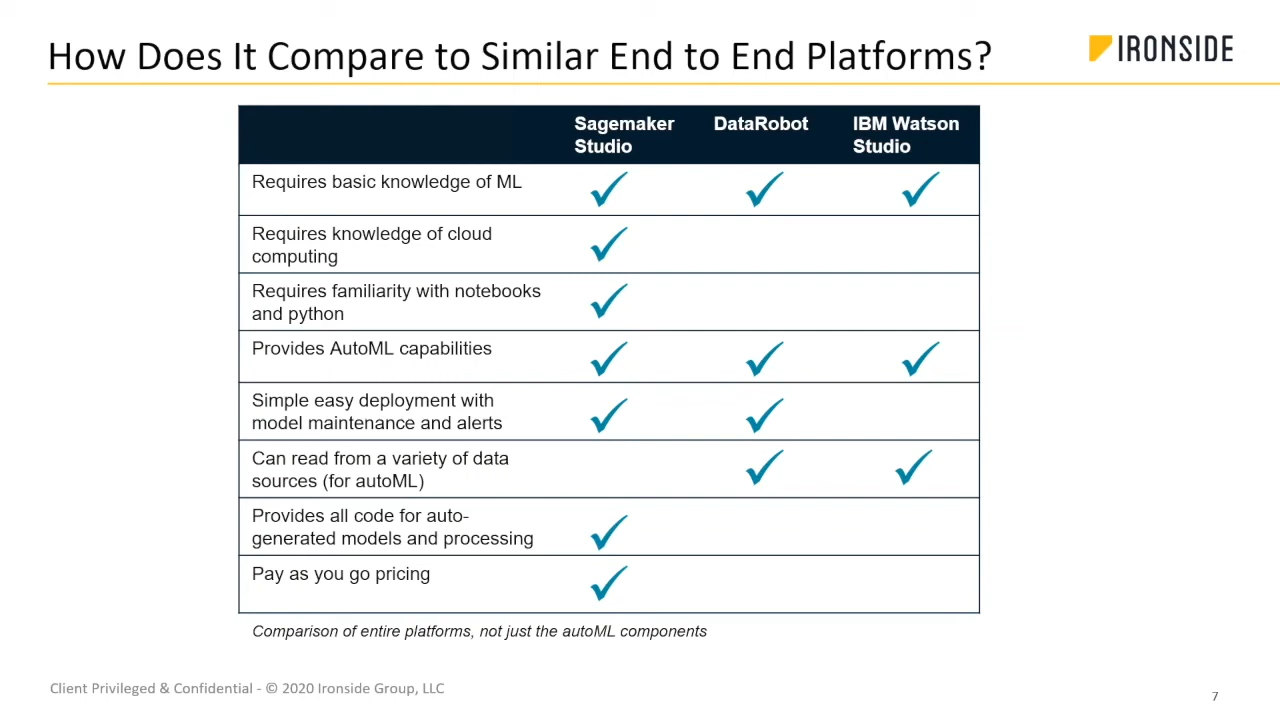 How Does It Compare to Similar End to End Platforms?
IRONSIDE
Sagemaker
Studio
DataRobot
IBM Watson
Studio
Requires basic knowledge of ML
Requires knowledge of cloud
computing
Requires familiarity with notebooks
and python
Provides AutoML capabilities
Simple easy deployment with
model maintenance and alerts
Can read from a variety of data
sources (for autoML)
Provides all code for auto-
generated models and processing
Pay as you go pricing
Comparison of entire platforms, not just the autoML components
Client Privileged & Confidential - © 2020 Ironside Group, LLC
7